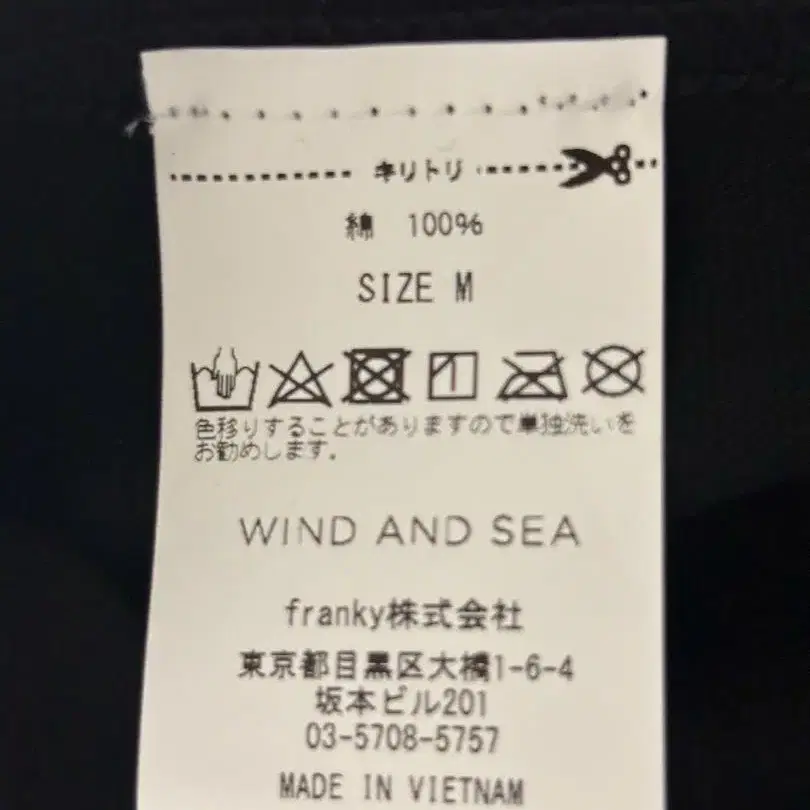 キリトリ
綿 100%
SIZE M
色移りすることがありますので単独洗いを
お勧めします。
WIND AND SEA
franky株式会社
東京都目黒区大橋1-6-4
坂本ビル201
03-5708-5757
MADE IN VIETNAM